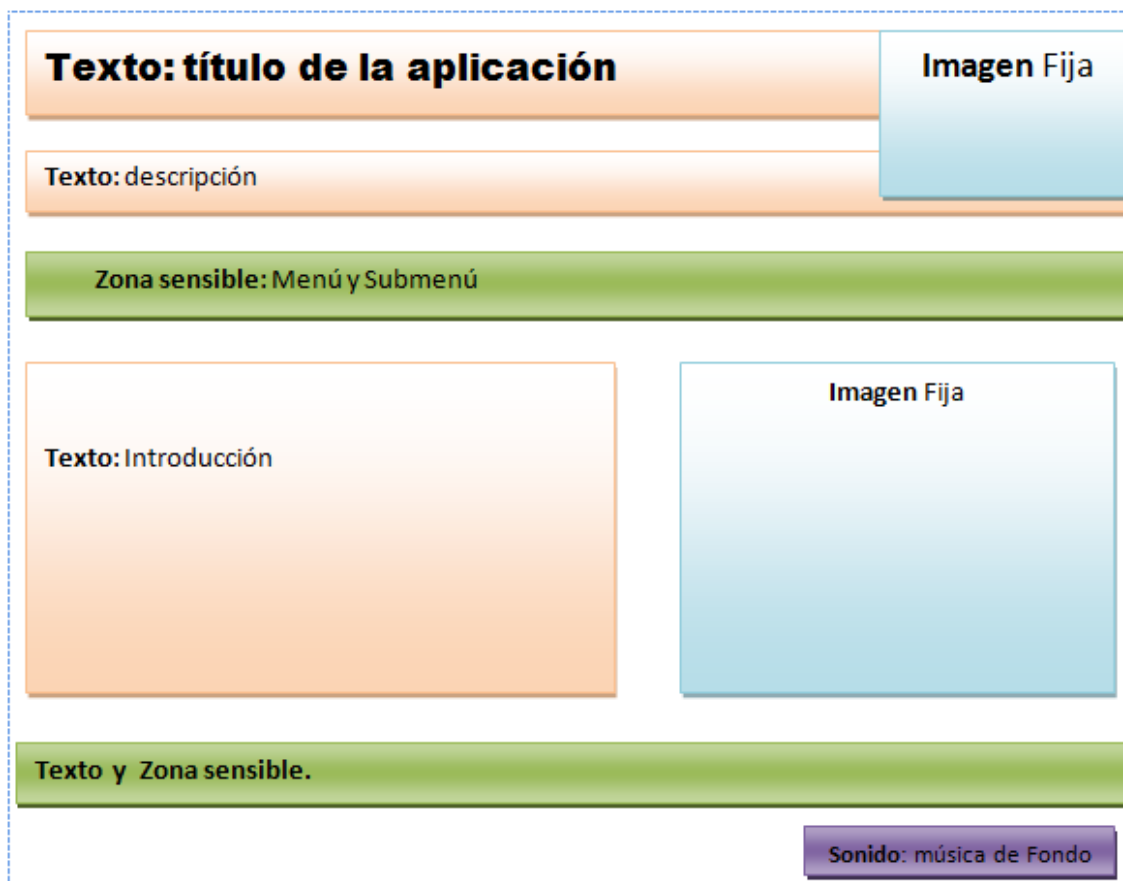 Texto: título de la aplicación
Imagen Fija
Texto: descripción
Zona sensible: Menú y Submenú
Texto: Introducción
Imagen Fija
Texto y Zona sensible.
Sonido: música de Fondo